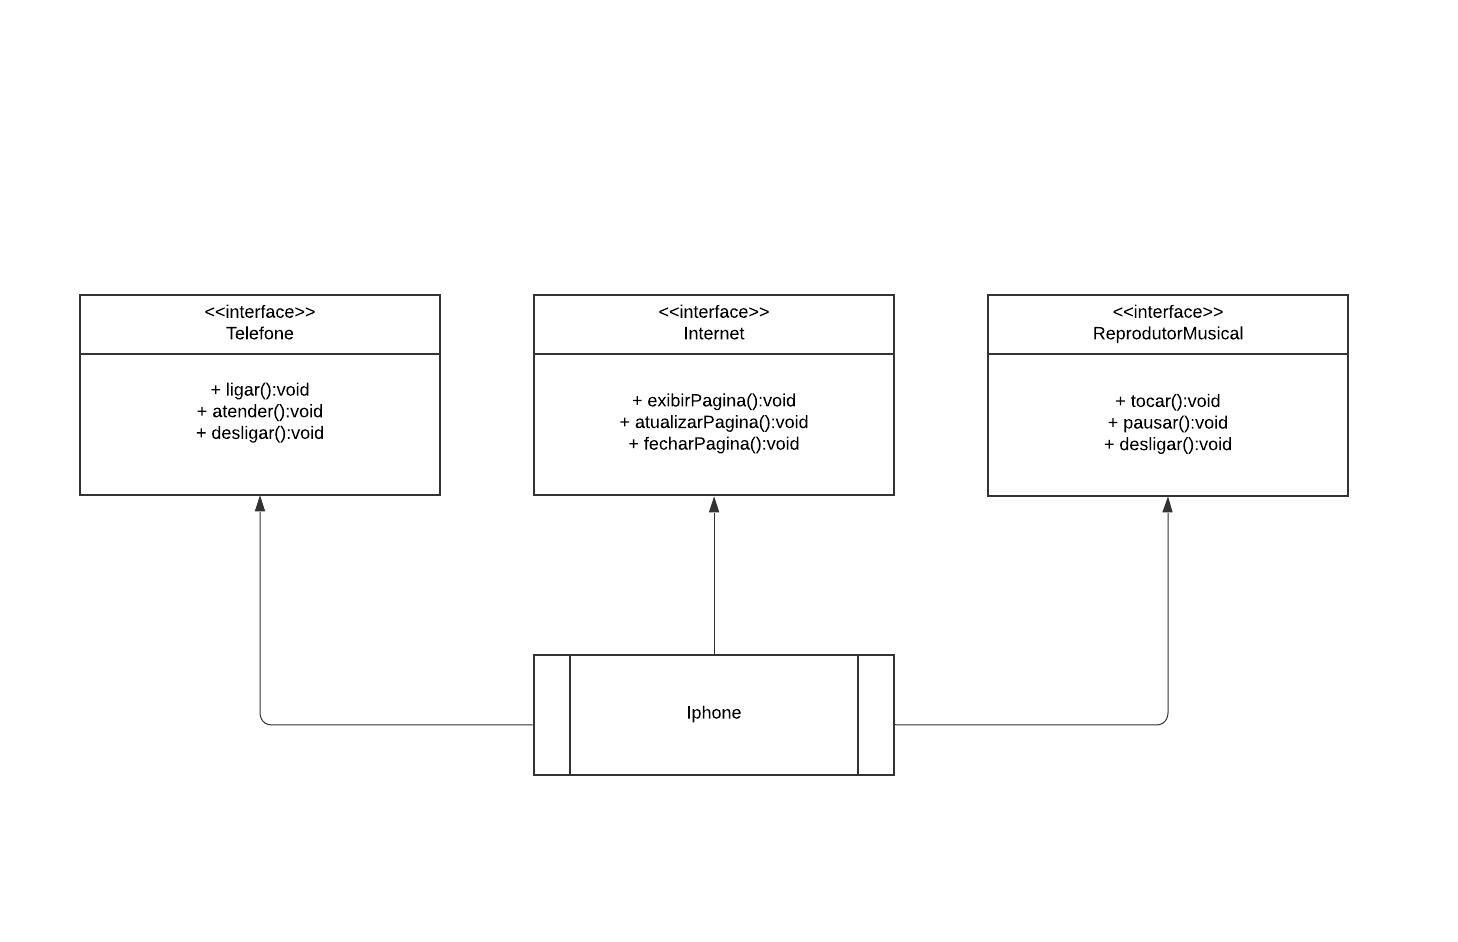 <<interface>>
Telefone
+ ligar():void
+ atender():void
+ desligar():void
<<interface>>
Internet
+ exibirPagina():void
+ atualizarPagina():void
+ fecharPagina():void
<<interface>>
ReprodutorMusical
+ tocar():void
+ pausar():void
+ desligar():void
Iphone